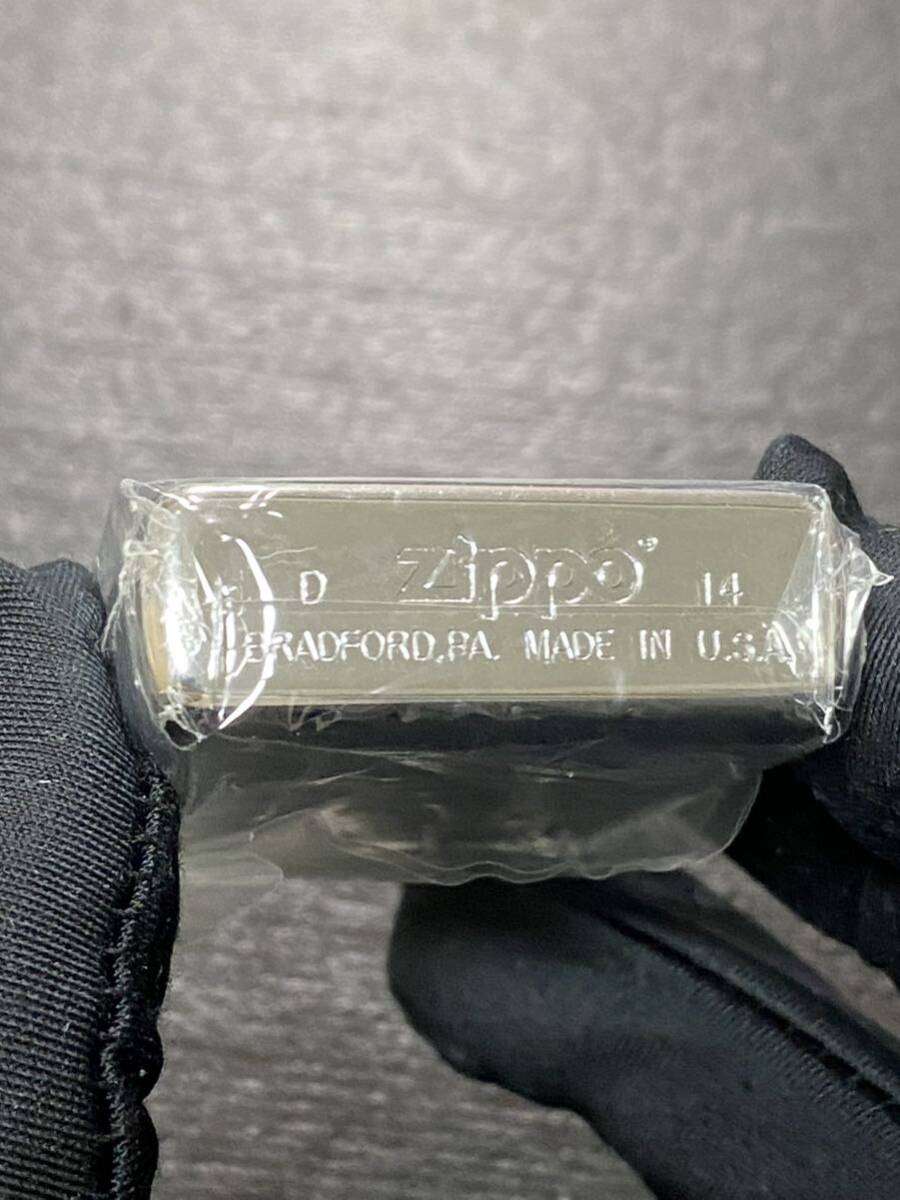 D Zippo® 14
BRADFORD, PA. MADE IN U.S.A.